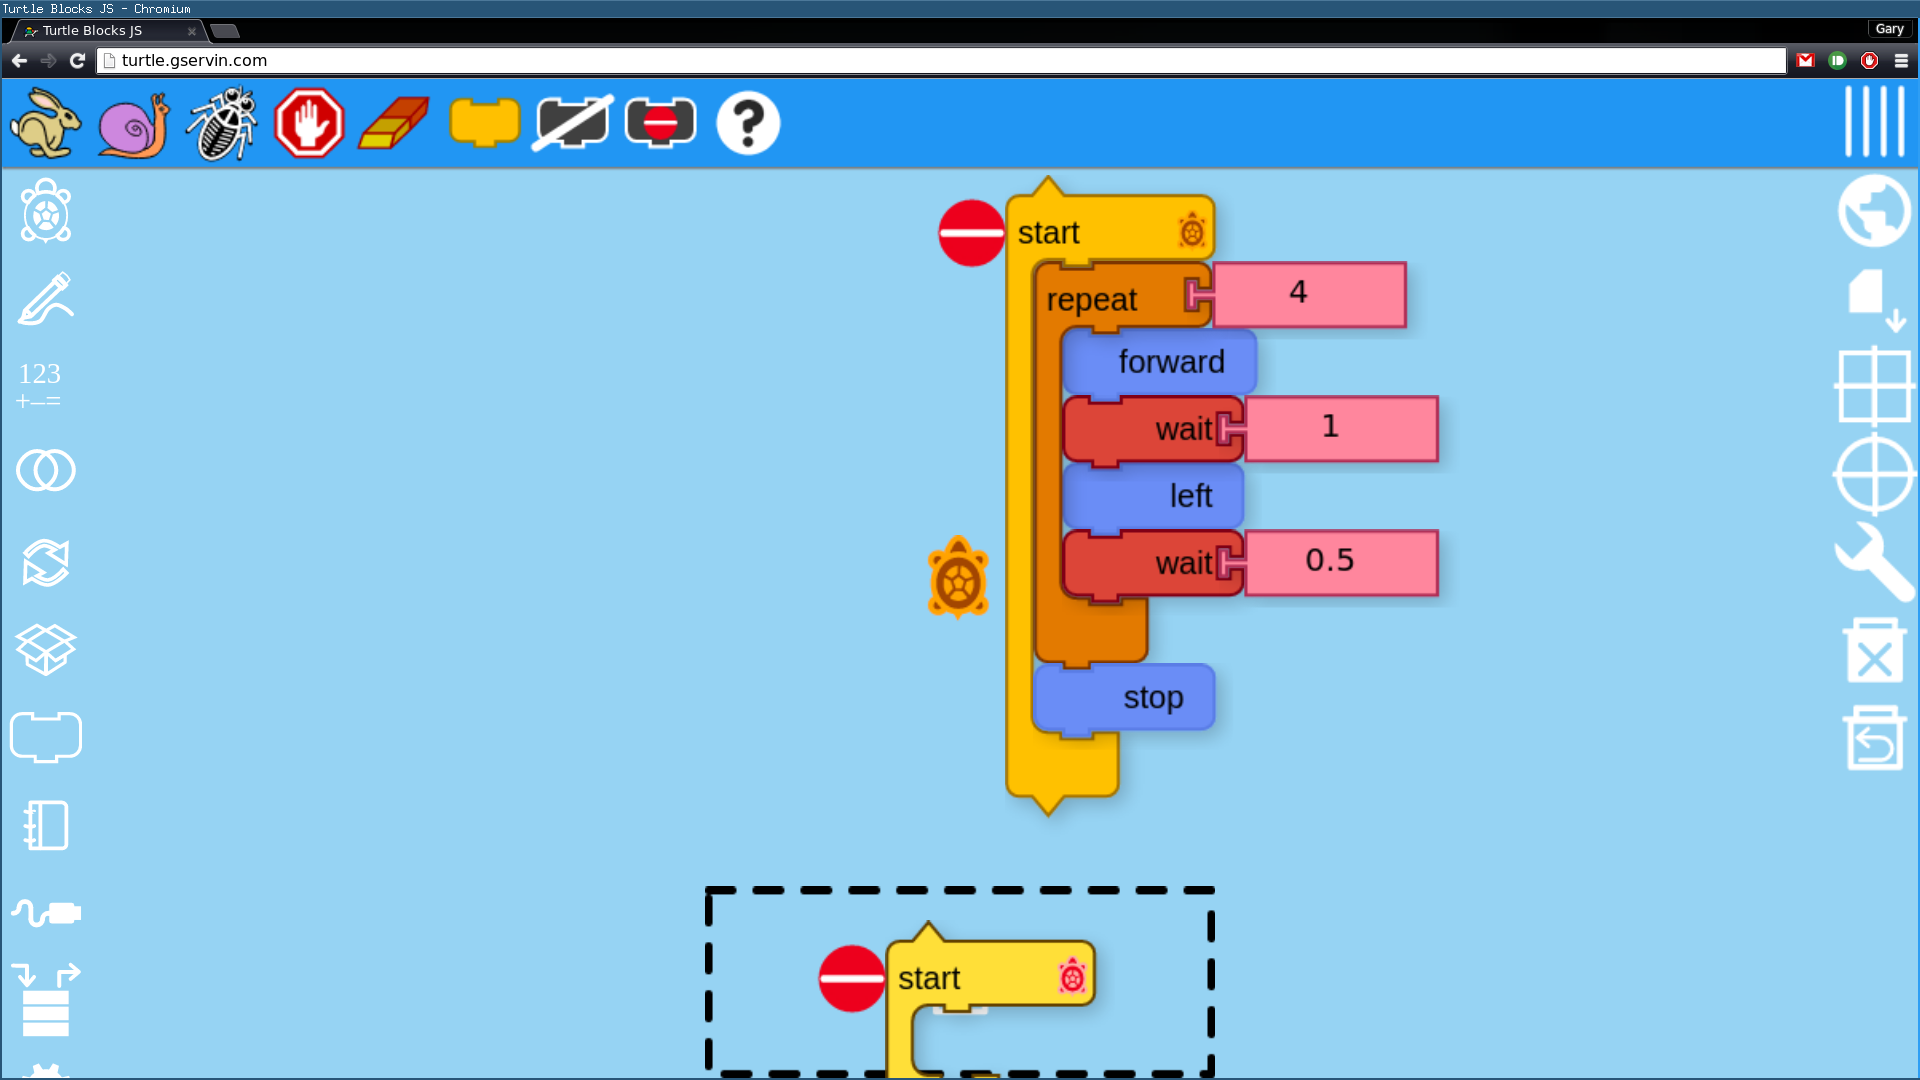 Turtle Blocks JS - Chromium
Turtle Blocks JS
Gary
turtle.gservin.com
?
start
repeat 4
forward
wait 1
left
wait 0.5
stop
123
+−=
start